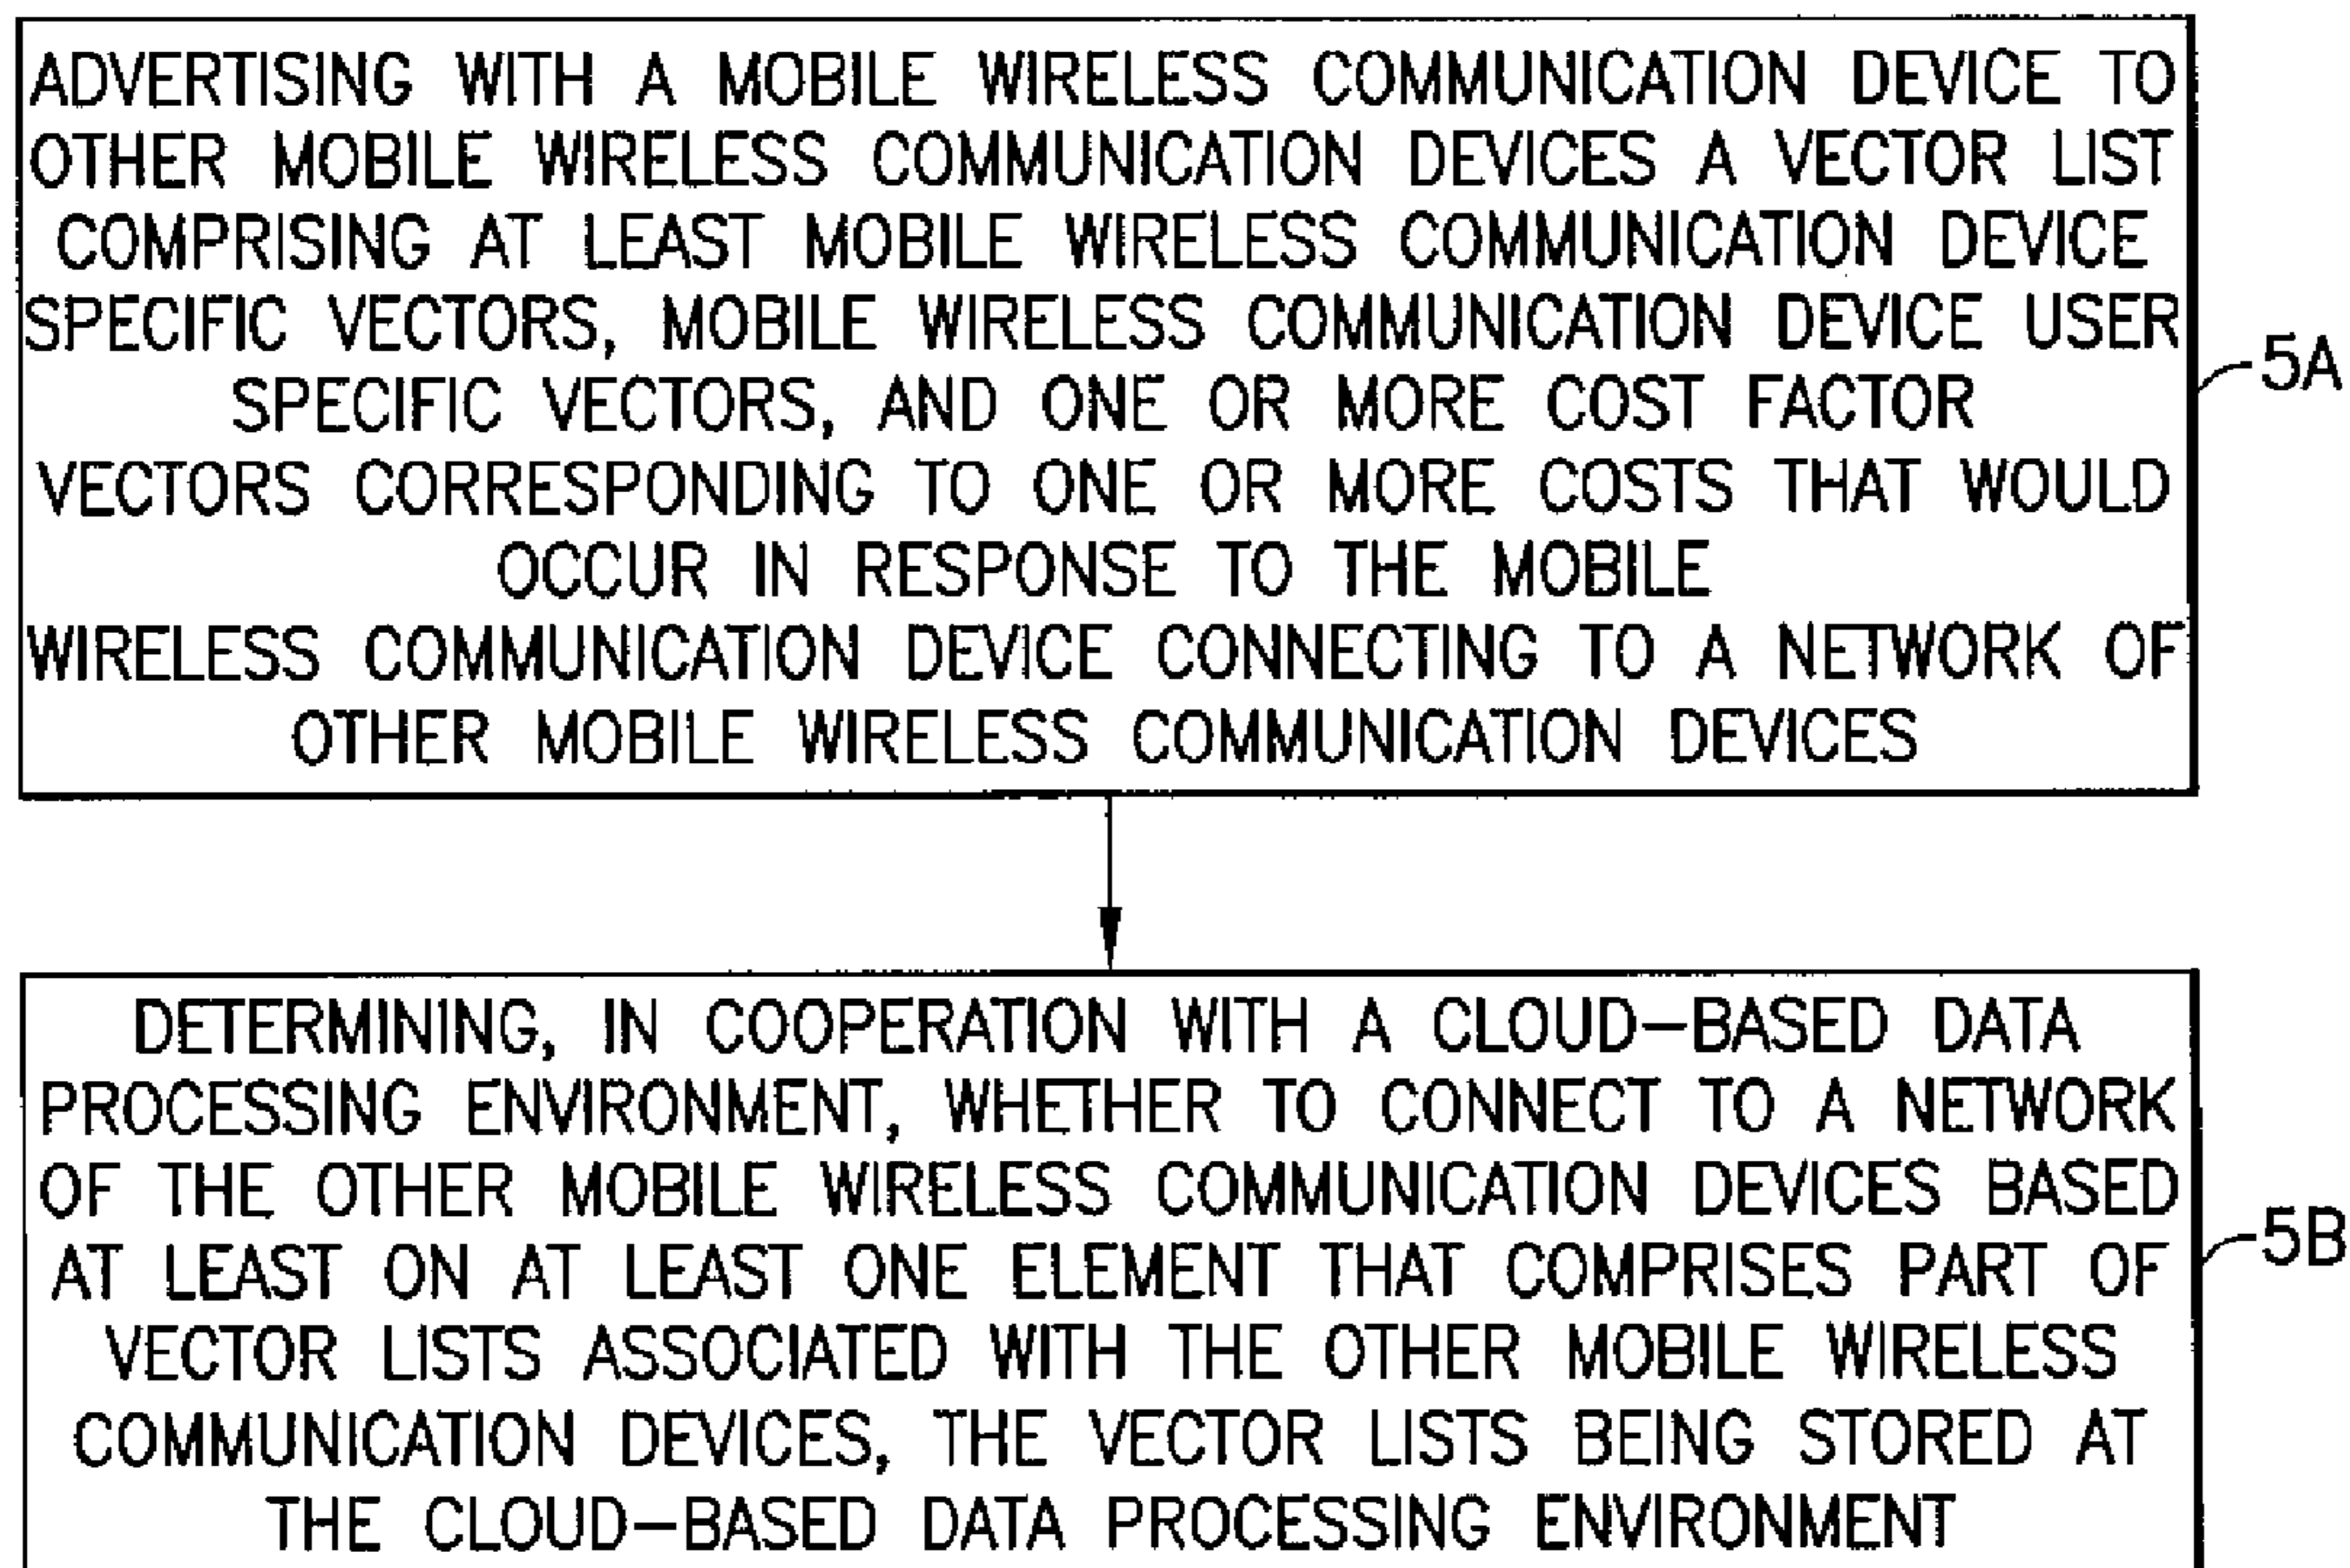 ADVERTISING WITH A MOBILE WIRELESS COMMUNICATION DEVICE TO
OTHER MOBILE WIRELESS COMMUNICATION DEVICES A VECTOR LIST
COMPRISING AT LEAST MOBILE WIRELESS COMMUNICATION DEVICE
SPECIFIC VECTORS, MOBILE WIRELESS COMMUNICATION DEVICE USER
SPECIFIC VECTORS, AND ONE OR MORE COST FACTOR
VECTORS CORRESPONDING TO ONE OR MORE COSTS THAT WOULD
OCCUR IN RESPONSE TO THE MOBILE
WIRELESS COMMUNICATION DEVICE CONNECTING TO A NETWORK OF
OTHER MOBILE WIRELESS COMMUNICATION DEVICES
5A
DETERMINING, IN COOPERATION WITH A CLOUD–BASED DATA
PROCESSING ENVIRONMENT, WHETHER TO CONNECT TO A NETWORK
OF THE OTHER MOBILE WIRELESS COMMUNICATION DEVICES BASED
AT LEAST ON AT LEAST ONE ELEMENT THAT COMPRISES PART OF
VECTOR LISTS ASSOCIATED WITH THE OTHER MOBILE WIRELESS
COMMUNICATION DEVICES, THE VECTOR LISTS BEING STORED AT
THE CLOUD–BASED DATA PROCESSING ENVIRONMENT
5B